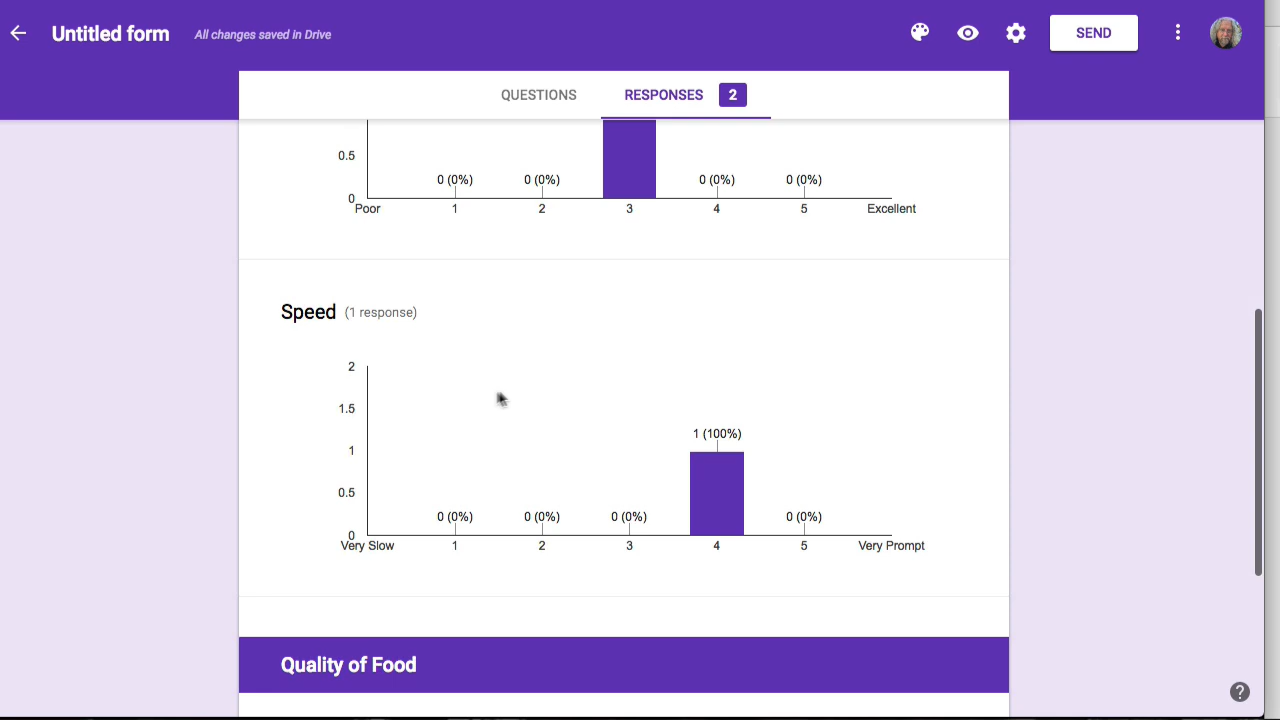 Untitled form All changes saved in Drive SEND
QUESTIONS RESPONSES 2
0.5
0 (0%) 0 (0%) 0 (0%) 0 (0%)
0
Poor 1 2 3 4 5 Excellent
Speed (1 response)
2
1.5
1 (100%)
1
0.5
0 (0%) 0 (0%) 0 (0%) 0 (0%)
0
Very Slow 1 2 3 4 5 Very Prompt
Quality of Food